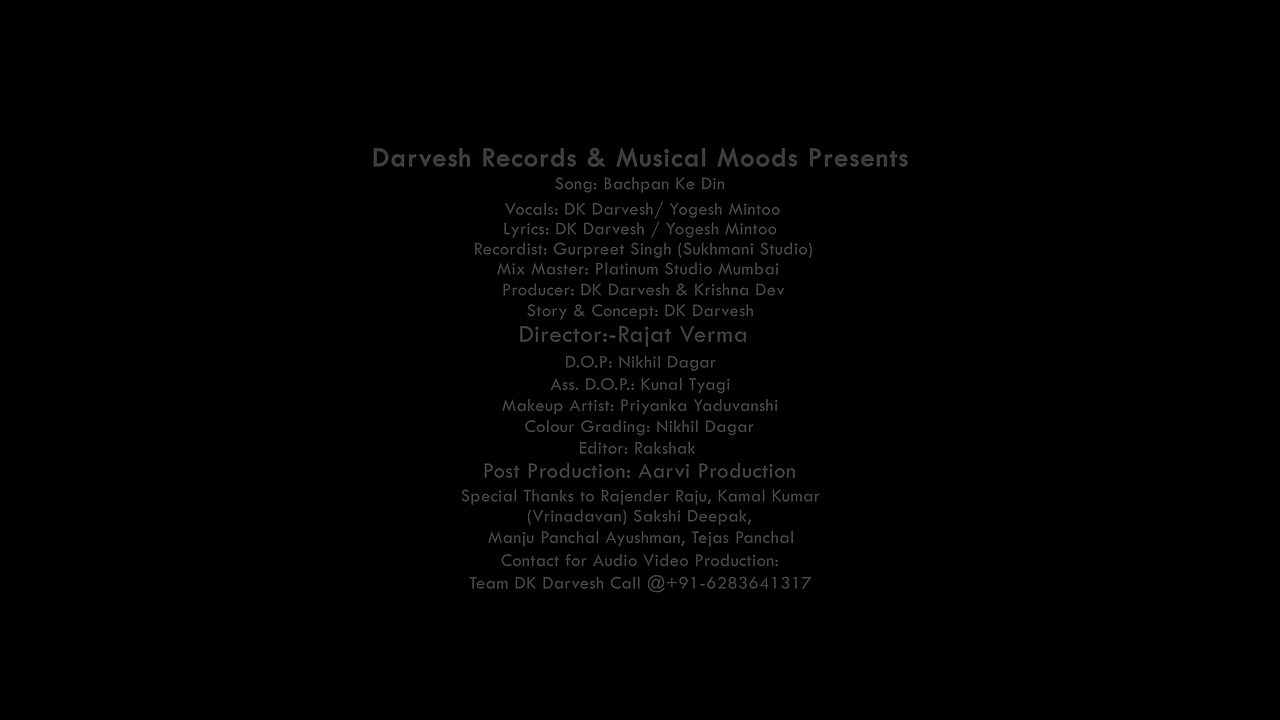 Darvesh Records & Musical Moods Presents
Song: Bachpan Ke Din
Vocals: DK Darvesh/ Yogesh Mintoo
Lyrics: DK Darvesh / Yogesh Mintoo
Recordist: Gurpreet Singh (Sukhmani Studio)
Mix Master: Platinum Studio Mumbai
Producer: DK Darvesh & Krishna Dev
Story & Concept: DK Darvesh
Director:-Rajat Verma
D.O.P: Nikhil Dagar
Ass. D.O.P.: Kunal Tyagi
Makeup Artist: Priyanka Yaduvanshi
Colour Grading: Nikhil Dagar
Editor: Rakshak
Post Production: Aarvi Production
Special Thanks to Rajender Raju, Kamal Kumar
(Vrinadavan) Sakshi Deepak,
Manju Panchal Ayushman, Tejas Panchal
Contact for Audio Video Production:
Team DK Darvesh Call @+91-6283641317